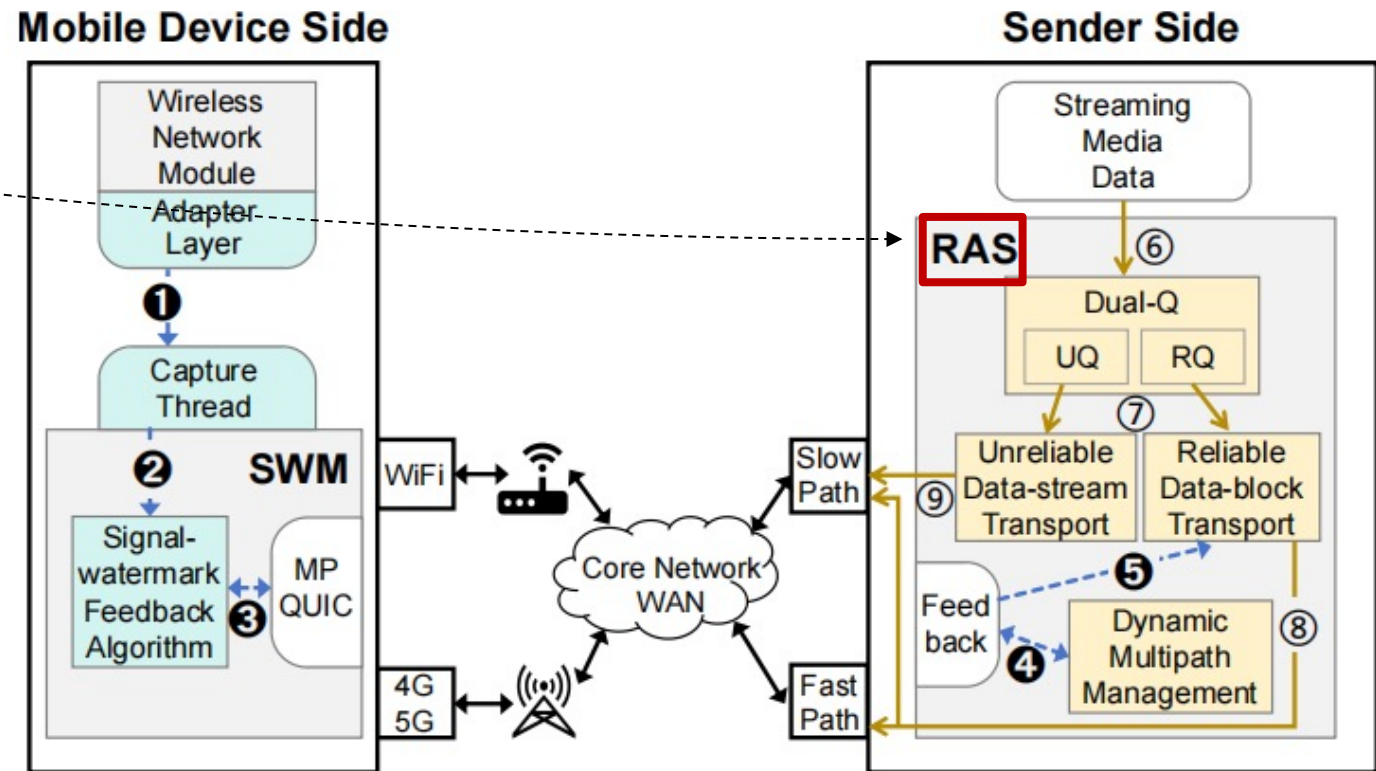 Mobile Device Side
Wireless
Network
Module
Adapter
Layer
❶
Capture
Thread
❷
SWM
Signal-
watermark
Feedback
Algorithm
❸
MP
QUIC
WiFi
4G
5G
Core Network
WAN
Slow
Path
Fast
Path
Sender Side
Streaming
Media
Data
RAS
⑥
Dual-Q
UQ
RQ
⑦
Unreliable
Data-stream
Transport
Reliable
Data-block
Transport
⑨
❺
Feed
back
❹
Dynamic
Multipath
Management
⑧